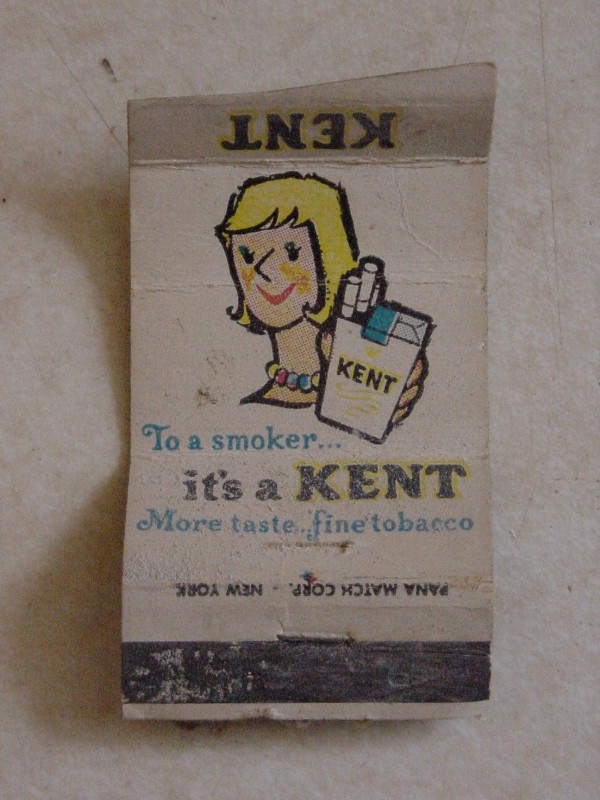 KENT
KENT
To a smoker...
it's a KENT
More taste..fine tobacco
PANA MATCH CORP. - NEW YORK